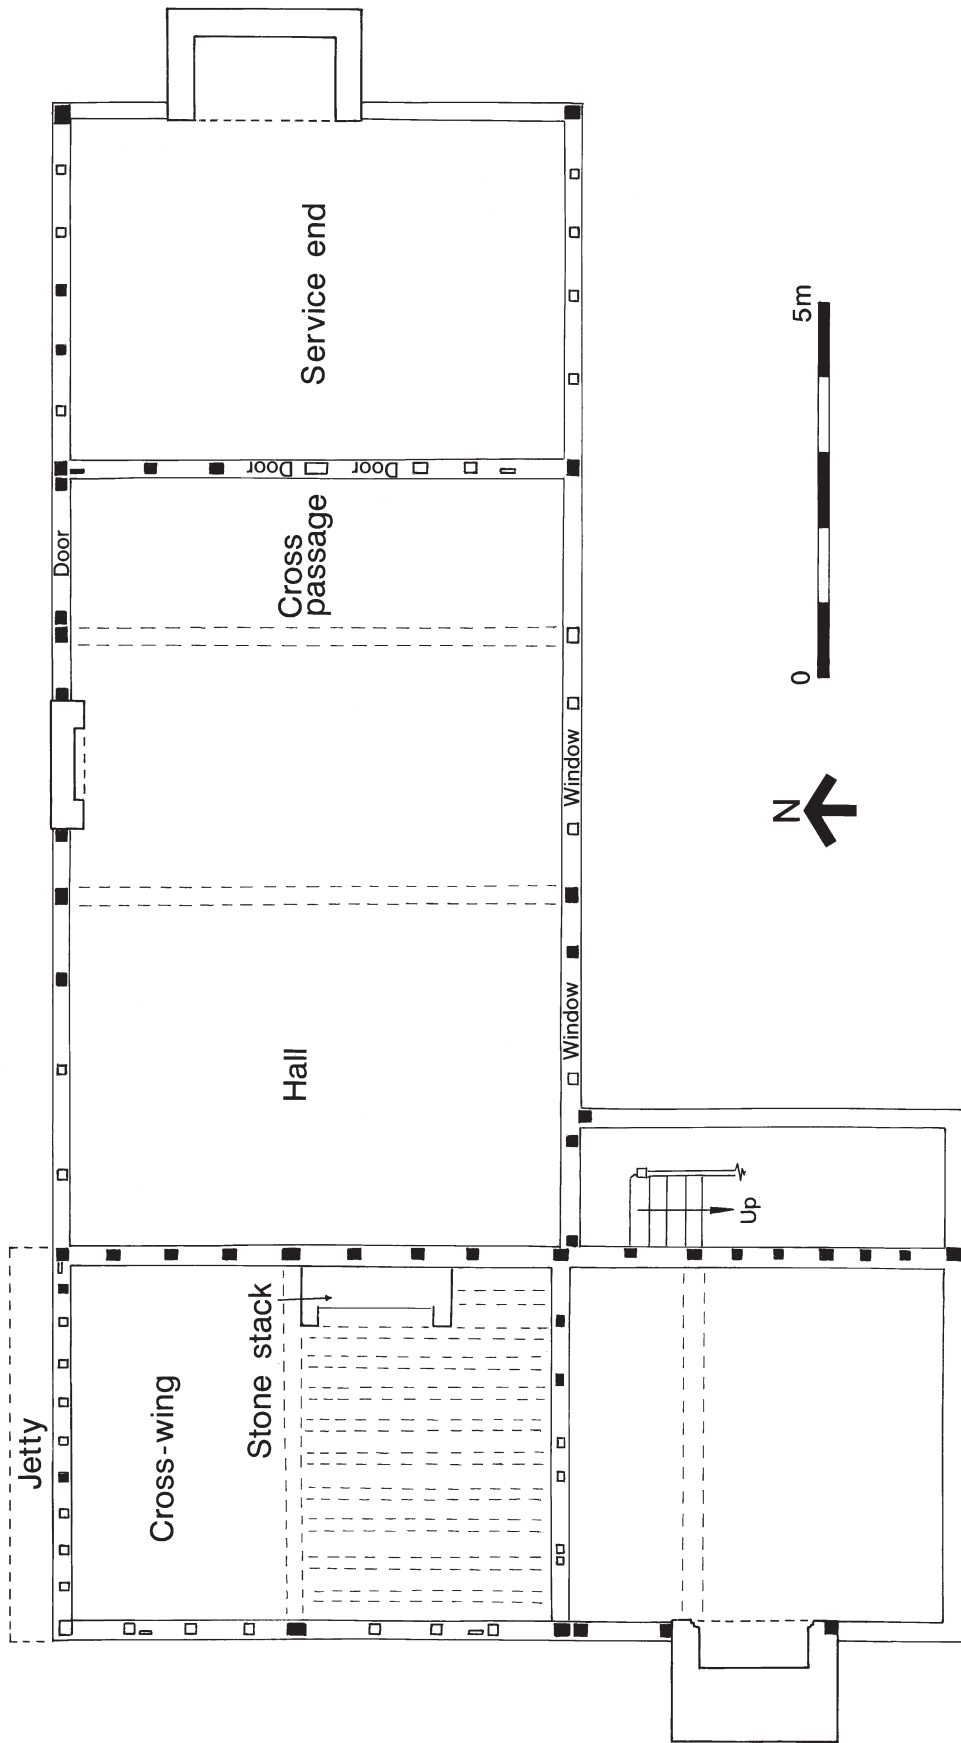 Jetty
Cross-wing
Stone stack
Hall
Window
Window
Up
Cross
passage
Door
Door
Door
Service end
N
0
5m